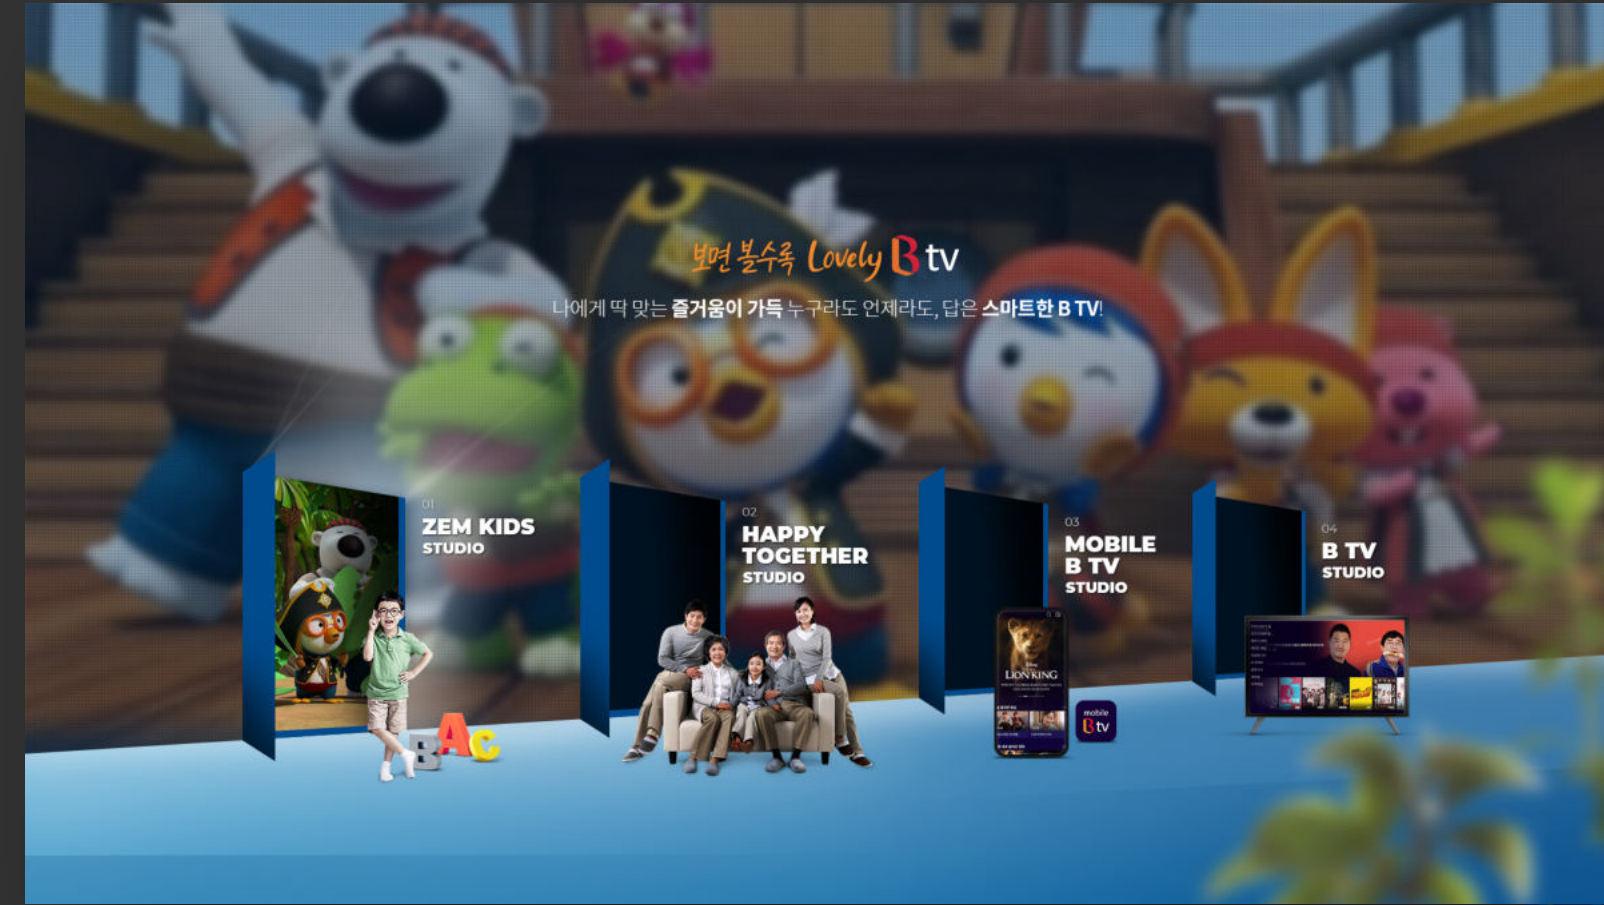 보면 볼수록 Lovely B tv
나에게 딱 맞는 즐거움이 가득 누구라도 언제라도, 답은 스마트한 B TV!
01
ZEM KIDS
STUDIO
02
HAPPY
TOGETHER
STUDIO
03
MOBILE
B TV
STUDIO
04
B TV
STUDIO
B A C
Disney
THE LION KING
mobile
B tv